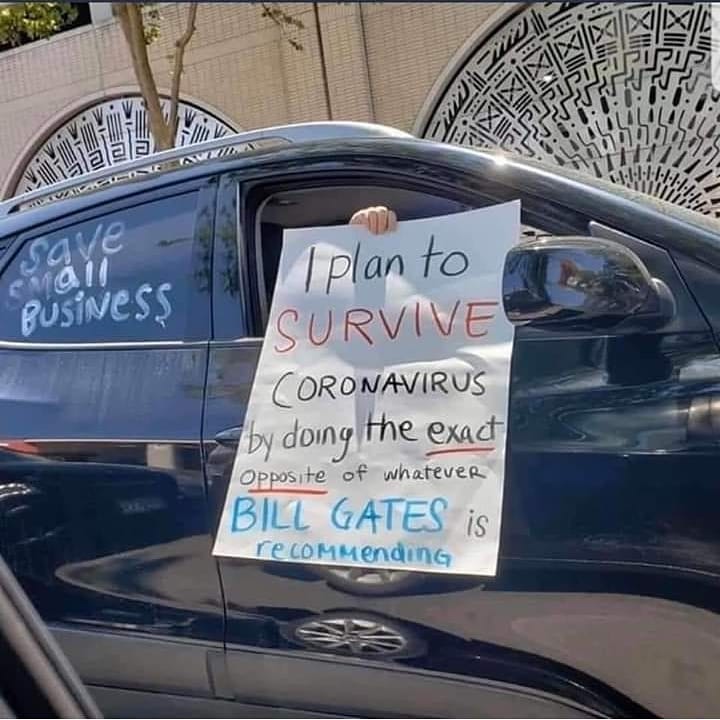 Save
Small
BUSINESS
I plan to
SURVIVE
CORONAVIRUS
by doing the exact
Opposite of whatever
BILL GATES is
recommending